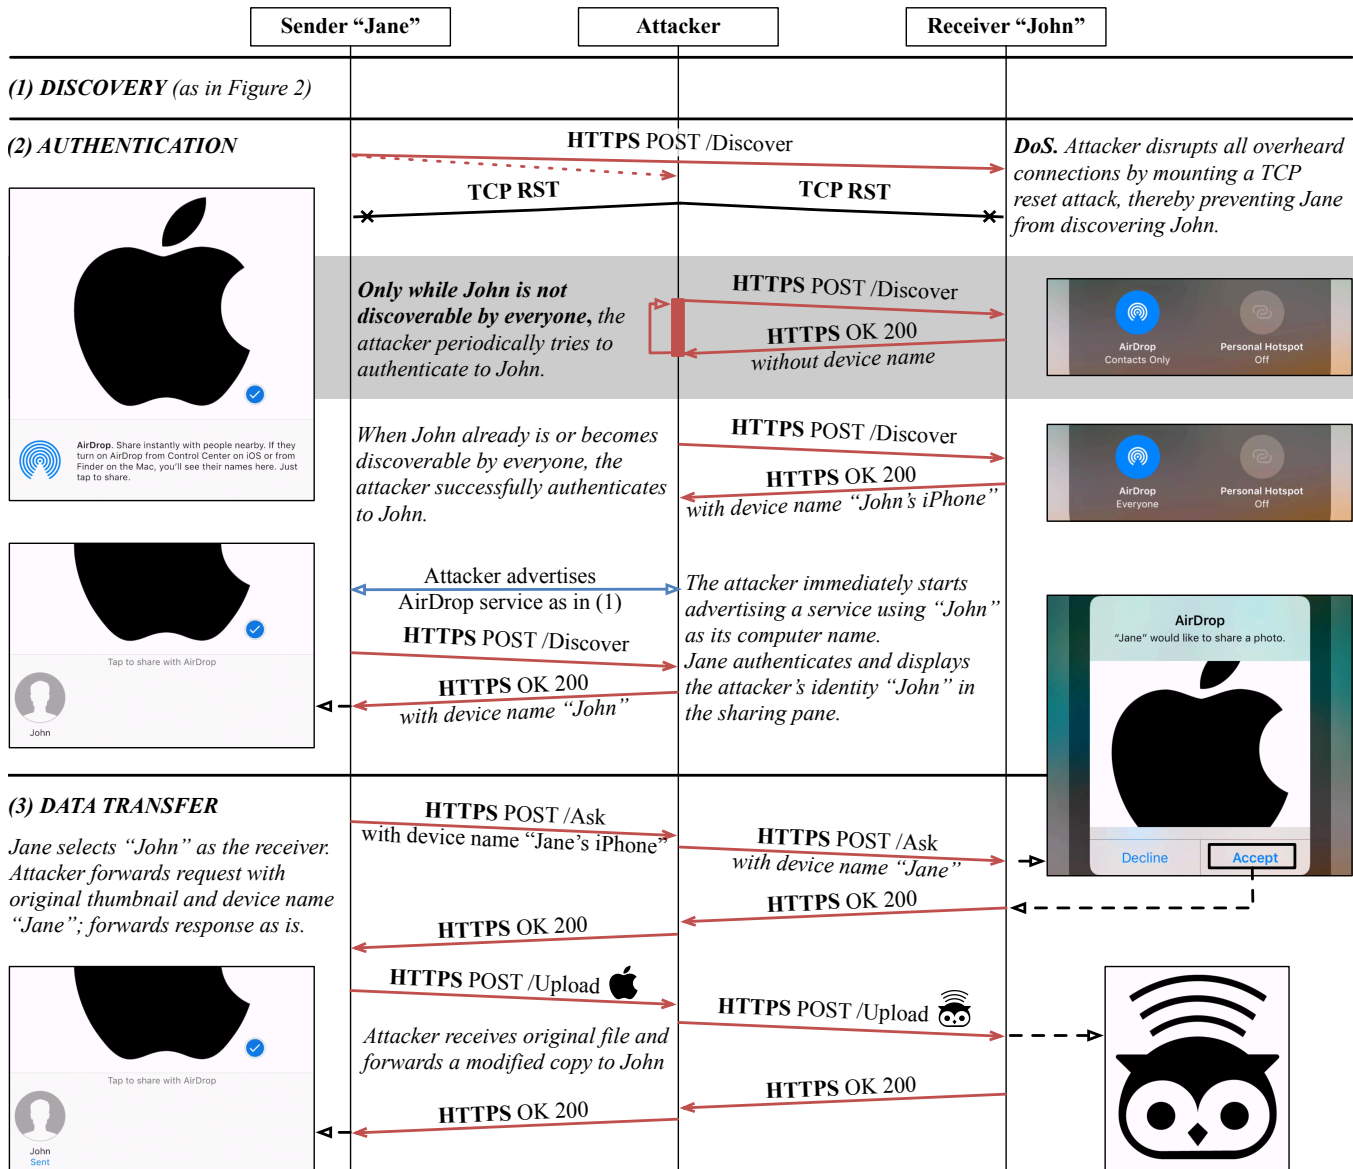 Sender “Jane”
Attacker
Receiver “John”
(1) DISCOVERY (as in Figure 2)
(2) AUTHENTICATION
HTTPS POST /Discover
TCP RST
TCP RST
DoS. Attacker disrupts all overheard
connections by mounting a TCP
reset attack, thereby preventing Jane
from discovering John.
AirDrop. Share instantly with people nearby. If they
turn on AirDrop from Control Center on iOS or from
Finder on the Mac, you’ll see their names here. Just
tap to share.
Only while John is not
discoverable by everyone, the
attacker periodically tries to
authenticate to John.
HTTPS POST /Discover
HTTPS OK 200
without device name
AirDrop
Contacts Only
Personal Hotspot
Off
When John already is or becomes
discoverable by everyone, the
attacker successfully authenticates
to John.
HTTPS POST /Discover
HTTPS OK 200
with device name “John’s iPhone”
AirDrop
Everyone
Personal Hotspot
Off
Attacker advertises
AirDrop service as in (1)
HTTPS POST /Discover
HTTPS OK 200
with device name “John”
Tap to share with AirDrop
John
The attacker immediately starts
advertising a service using “John”
as its computer name.
Jane authenticates and displays
the attacker’s identity “John” in
the sharing pane.
AirDrop
“Jane” would like to share a photo.
Decline
Accept
(3) DATA TRANSFER
Jane selects “John” as the receiver.
Attacker forwards request with
original thumbnail and device name
“Jane”; forwards response as is.
HTTPS POST /Ask
with device name “Jane’s iPhone”
HTTPS POST /Ask
with device name “Jane”
HTTPS OK 200
HTTPS OK 200
HTTPS POST /Upload
HTTPS POST /Upload
Attacker receives original file and
forwards a modified copy to John
HTTPS OK 200
HTTPS OK 200
Tap to share with AirDrop
John
Sent